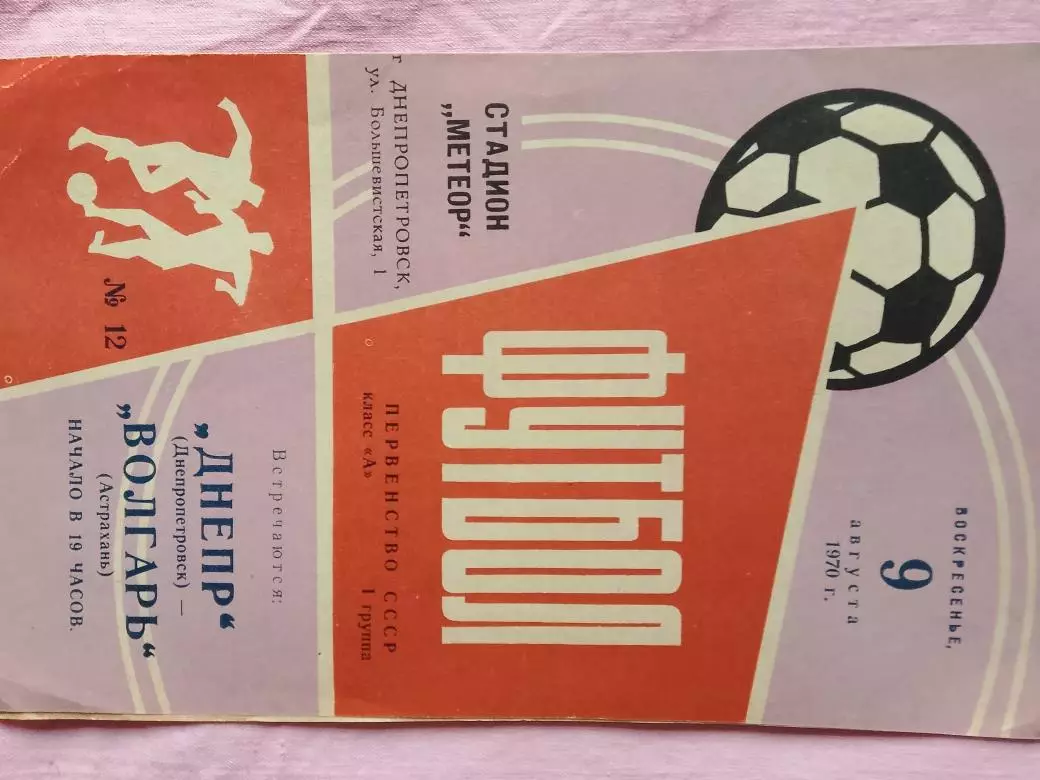 ВОСКРЕСЕНЬЕ,
9
августа
1970 г.
СТАДИОН
„МЕТЕОР“
г ДНЕПРОПЕТРОВСК,
ул. Большевистская, 1
ФУТБОЛ
ПЕРВЕНСТВО СССР
класс «А» I группа
№ 12
Встречаются:
„ДНЕПР“
(Днепропетровск) —
„ВОЛГАРЬ“
(Астрахань)
НАЧАЛО В 19 ЧАСОВ.